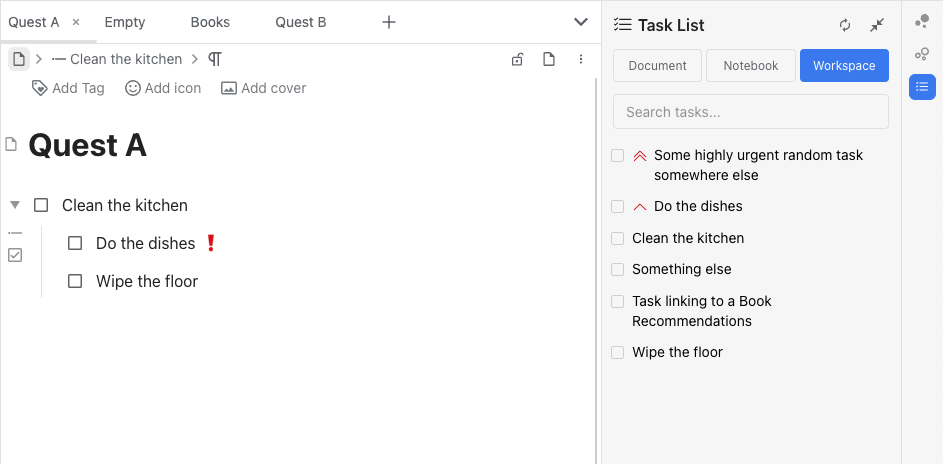 Quest A
Empty
Books
Quest B
Clean the kitchen
Add Tag
Add icon
Add cover
Quest A
Clean the kitchen
Do the dishes
Wipe the floor
Task List
Document
Notebook
Workspace
Search tasks...
Some highly urgent random task
somewhere else
Do the dishes
Clean the kitchen
Something else
Task linking to a Book
Recommendations
Wipe the floor